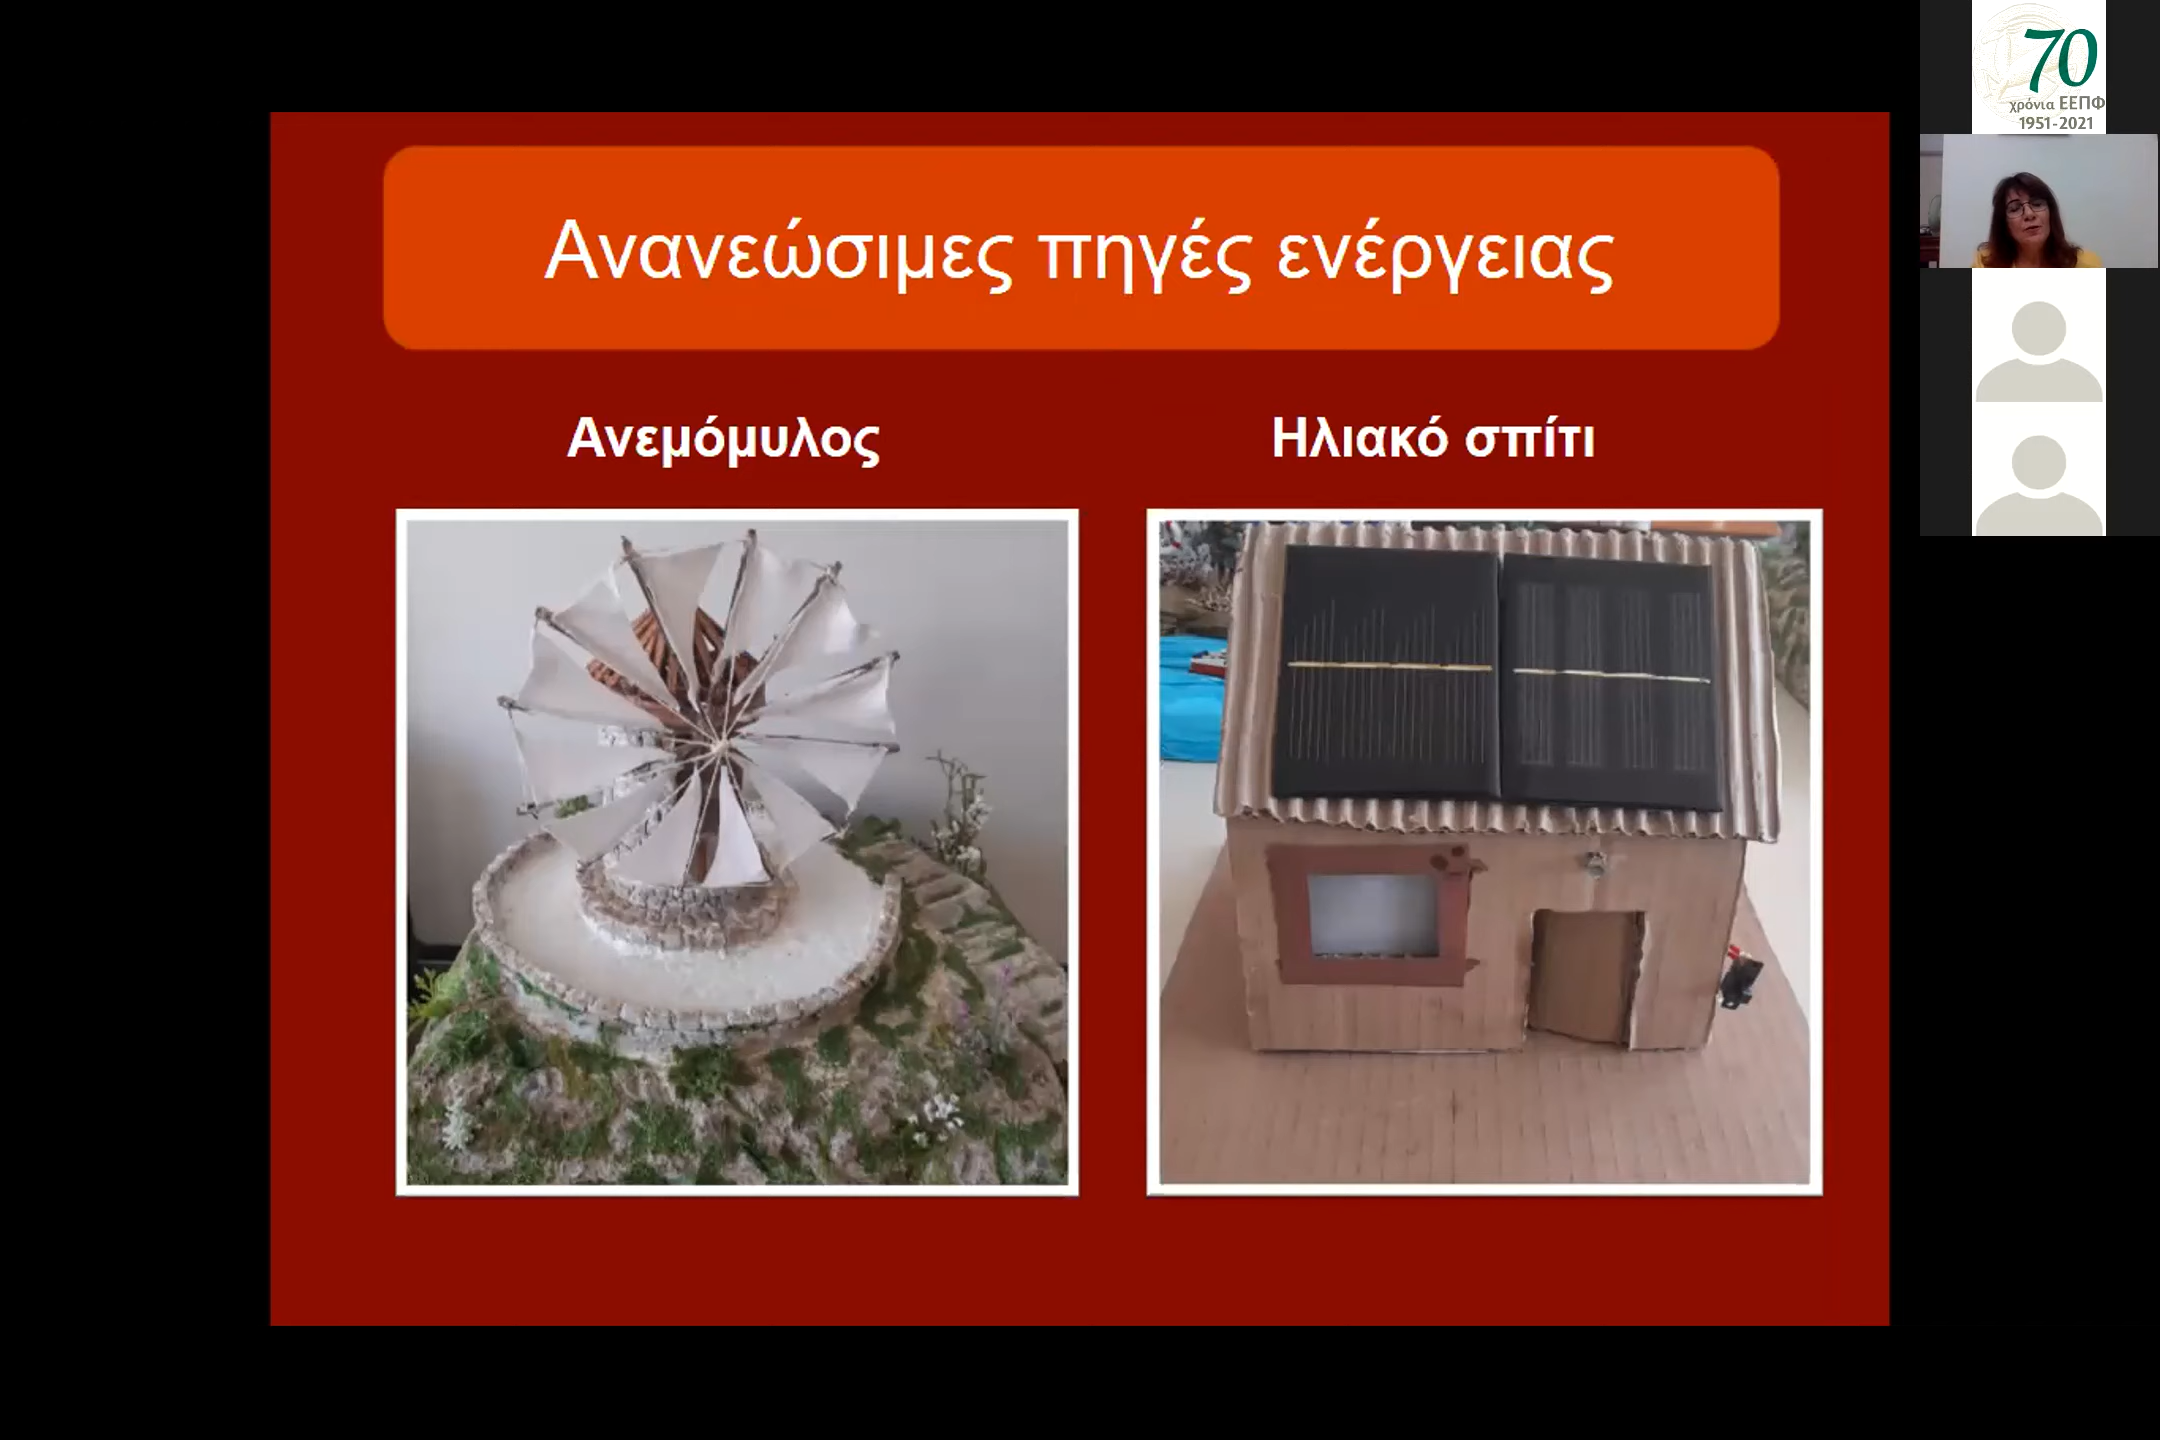 Ανανεώσιμες πηγές ενέργειας
Ανεμόμυλος
Ηλιακό σπίτι
70
χρόνια ΕΕΠΦ
1951-2021